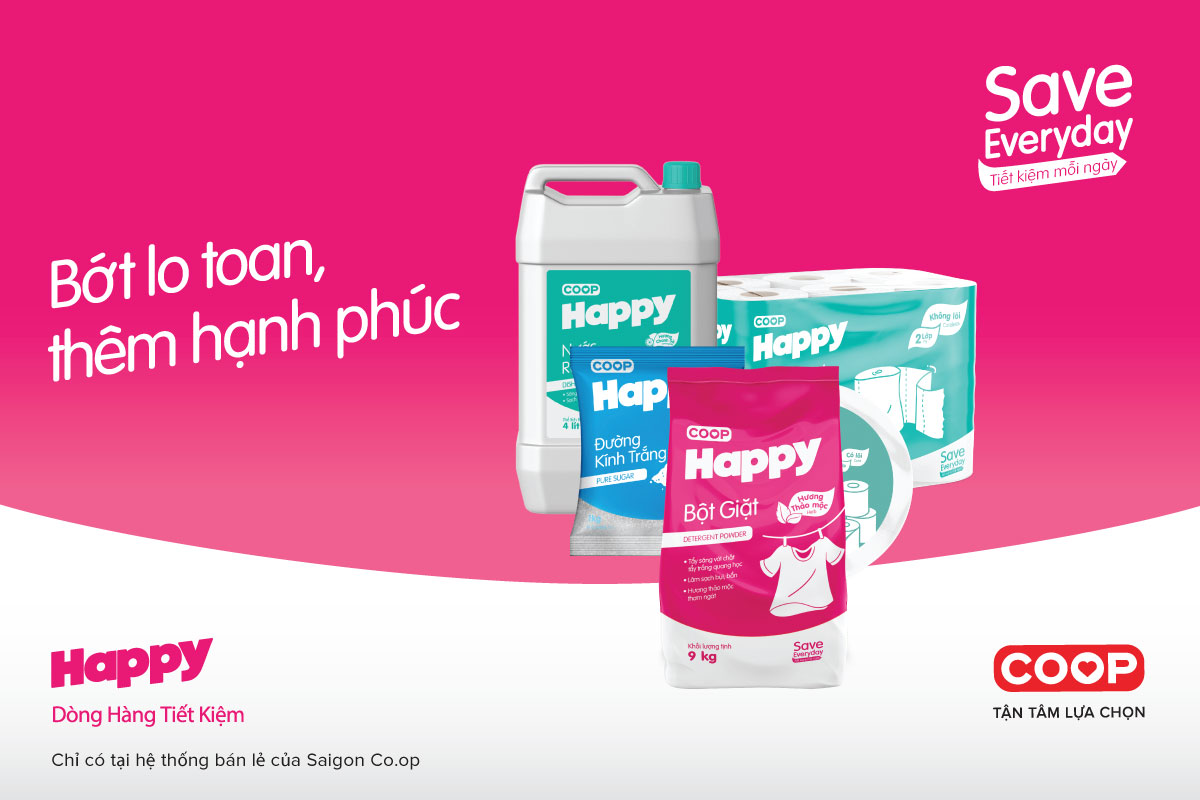 Save
Everyday
Tiết kiệm mỗi ngày
Bớt lo toan,
thêm hạnh phúc
COOP
Happy
Nước
4 lít
COOP
Happy
Không lõi
2 Lớp
Có lõi
Save
Everyday
COOP
Đường
Kính Trắng
PURE SUGAR
COOP
Happy
Bột Giặt
DETERGENT POWDER
Hương
Thảo mộc
• Tẩy sáng với chất
tẩy trắng quang học
• Làm sạch bụi, bẩn
• Hương thảo mộc
thơm ngát
Khối lượng tịnh
9 kg
Save
Everyday
Happy
Dòng Hàng Tiết Kiệm
Chỉ có tại hệ thống bán lẻ của Saigon Co.op
COOP
TẬN TÂM LỰA CHỌN